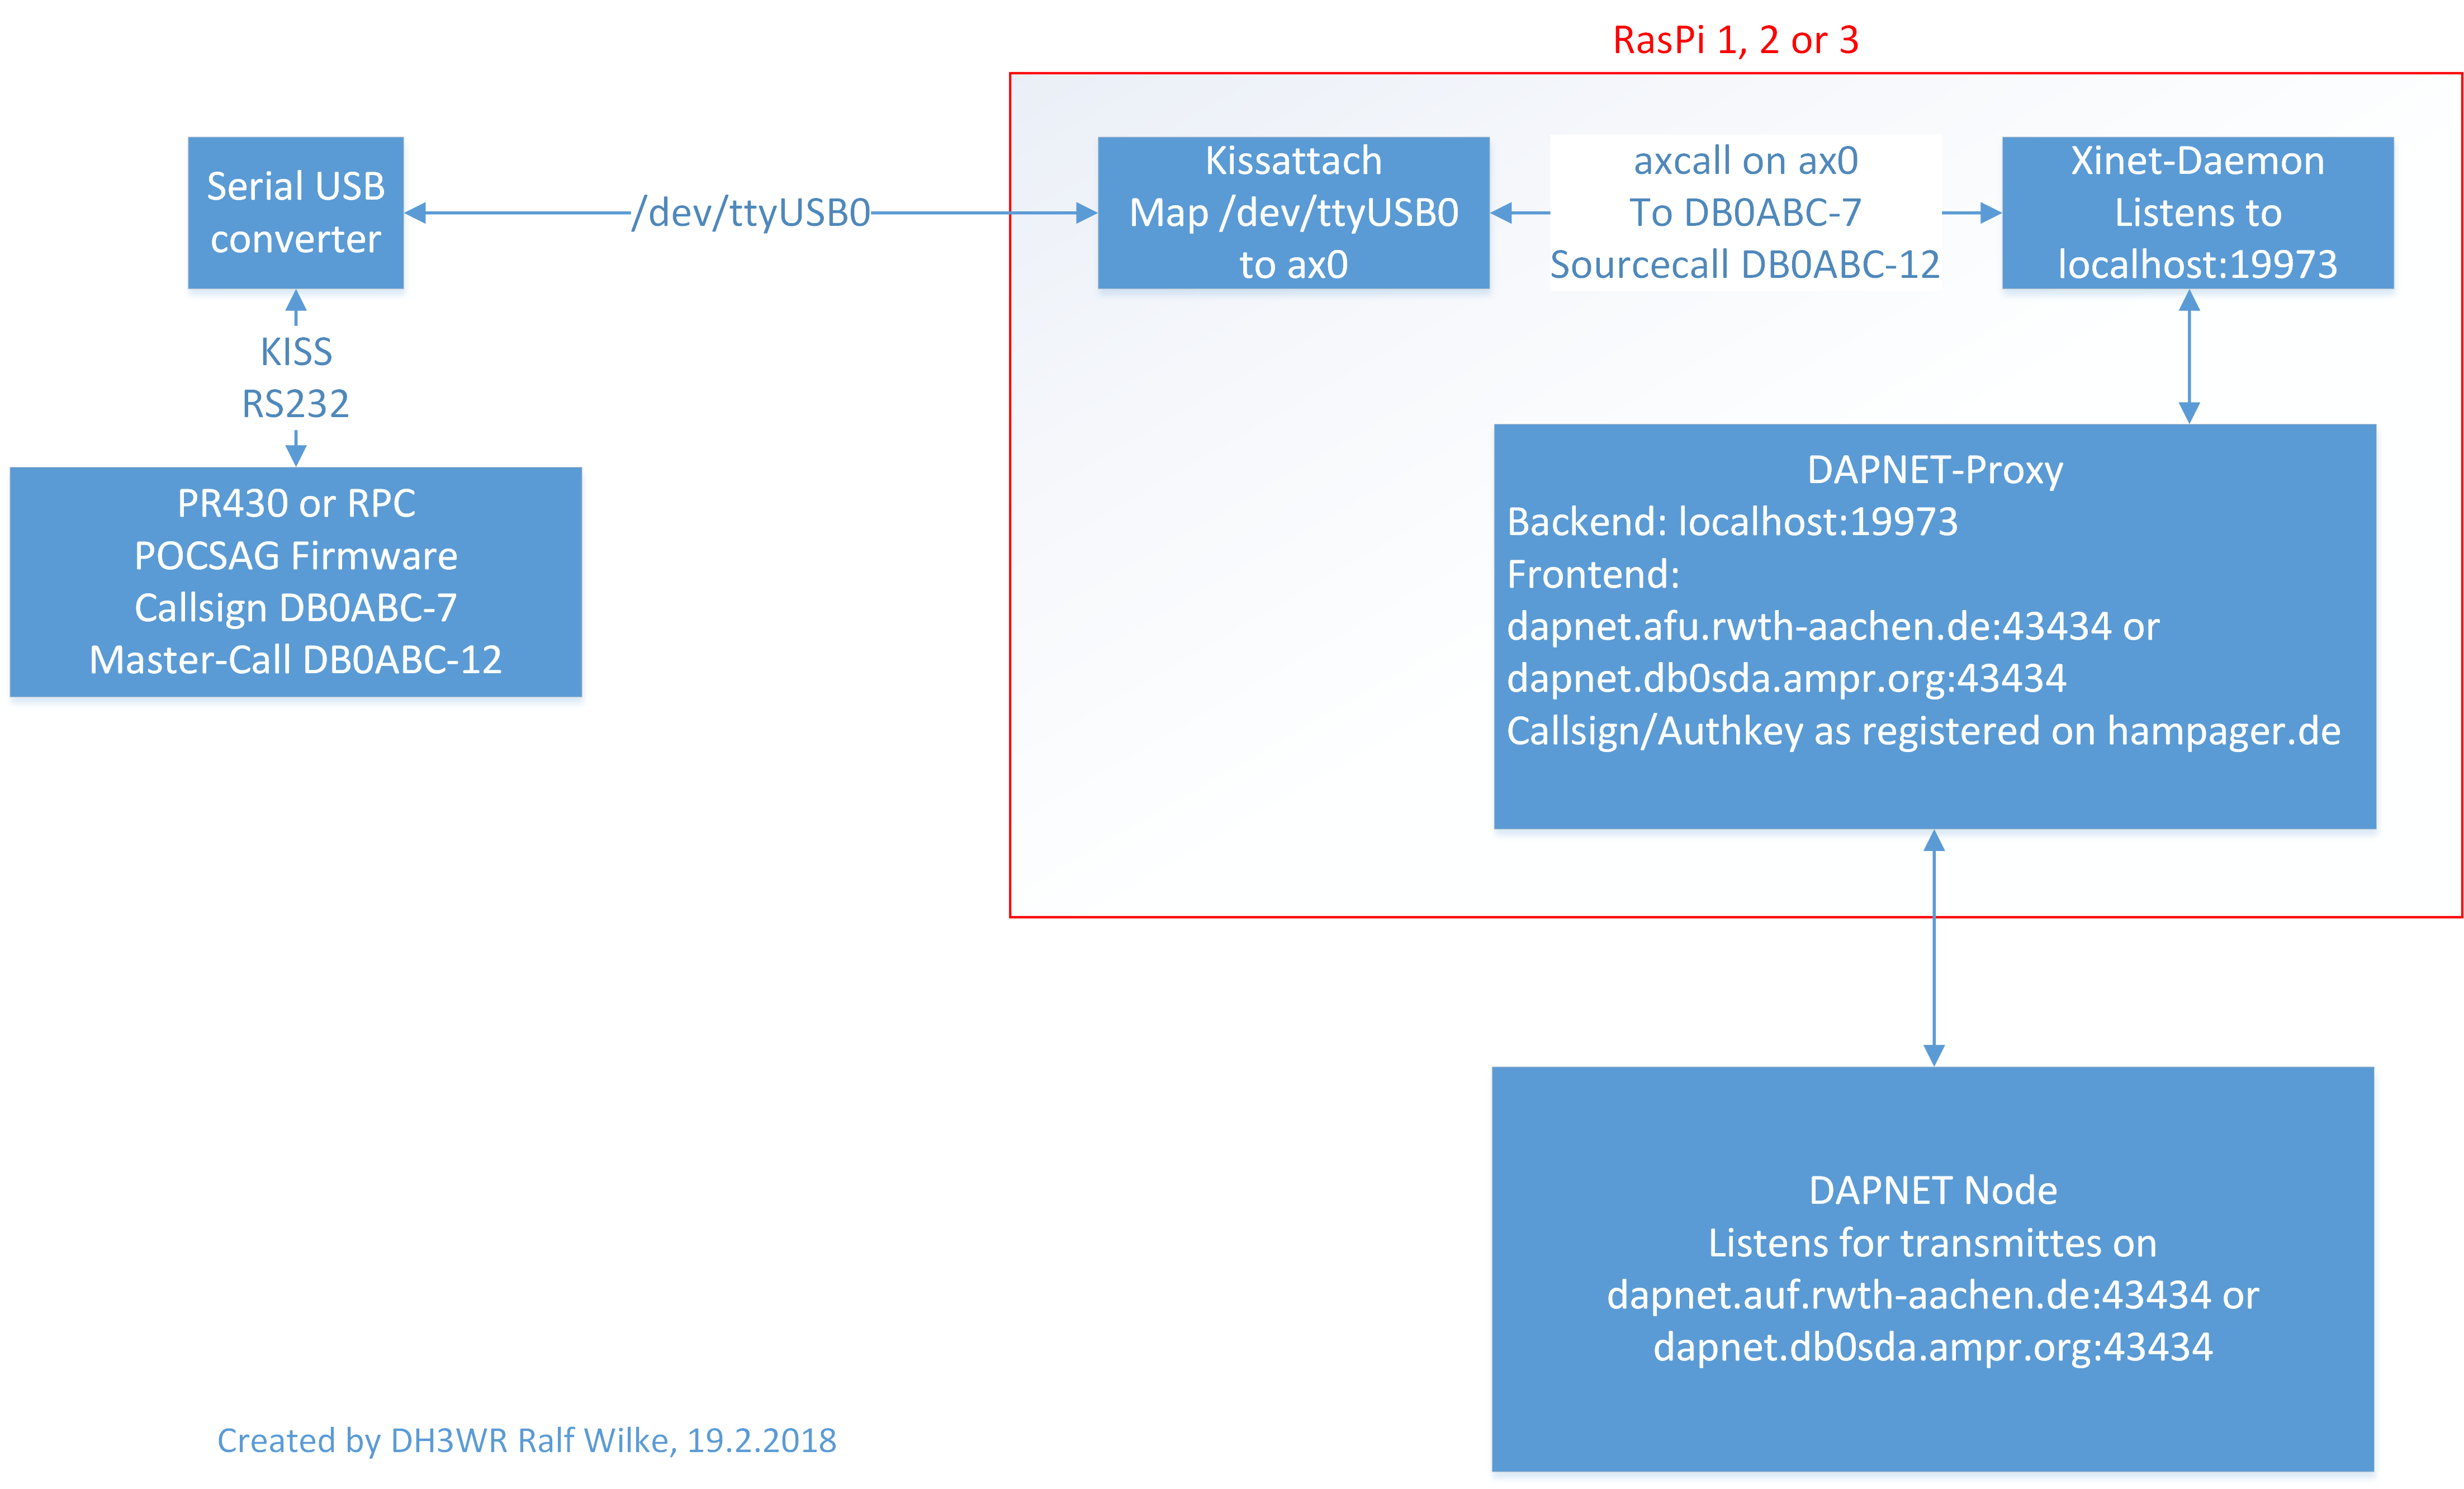 RasPi 1, 2 or 3
Serial USB
converter
/dev/ttyUSB0
Kissattach
Map /dev/ttyUSB0
to ax0
axcall on ax0
To DB0ABC-7
Sourcecall DB0ABC-12
Xinet-Daemon
Listens to
localhost:19973
KISS
RS232
PR430 or RPC
POCSAG Firmware
Callsign DB0ABC-7
Master-Call DB0ABC-12
DAPNET-Proxy
Backend: localhost:19973
Frontend:
dapnet.afu.rwth-aachen.de:43434 or
dapnet.db0sda.ampr.org:43434
Callsign/Authkey as registered on hampager.de
DAPNET Node
Listens for transmittes on
dapnet.auf.rwth-aachen.de:43434 or
dapnet.db0sda.ampr.org:43434
Created by DH3WR Ralf Wilke, 19.2.2018